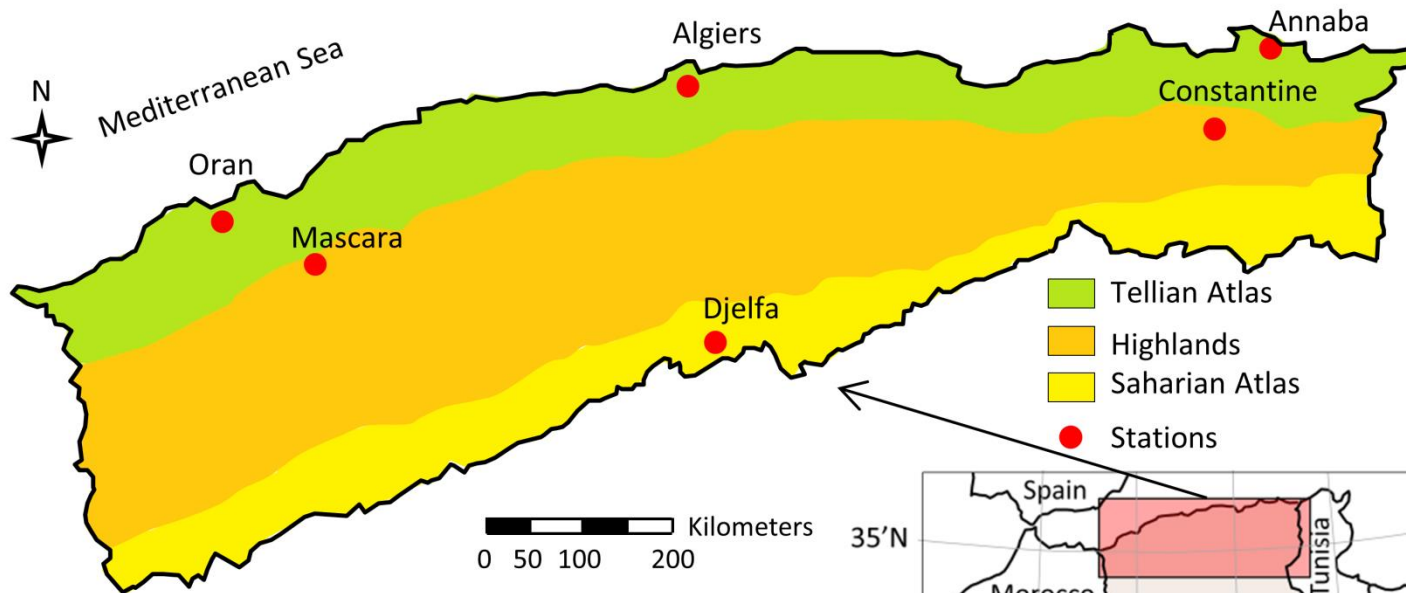 Annaba
Algiers
Mediterranean Sea
N
Constantine
Oran
Mascara
Tellian Atlas
Djelfa
Highlands
Saharian Atlas
Stations
Spain
Kilometers
0 50 100 200
35'N
Tunisia
Morocco